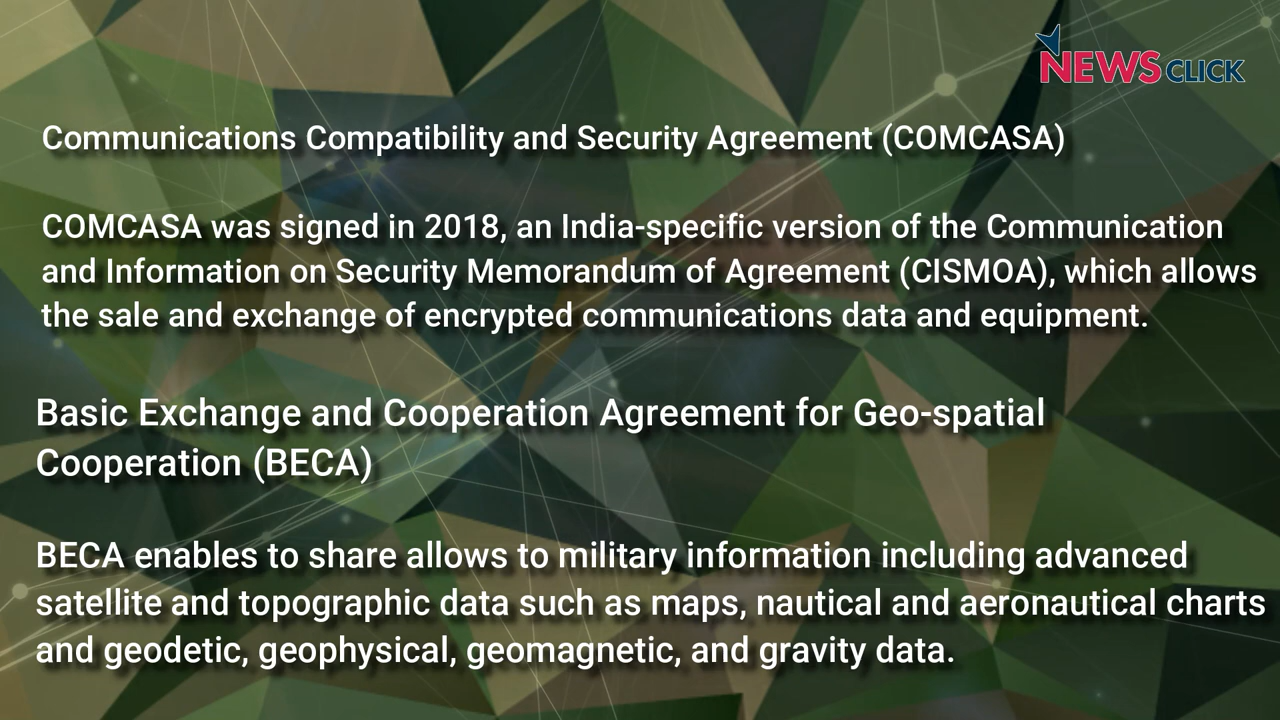 NEWSCLICK
Communications Compatibility and Security Agreement (COMCASA)
COMCASA was signed in 2018, an India-specific version of the Communication
and Information on Security Memorandum of Agreement (CISMOA), which allows
the sale and exchange of encrypted communications data and equipment.
Basic Exchange and Cooperation Agreement for Geo-spatial
Cooperation (BECA)
BECA enables to share allows to military information including advanced
satellite and topographic data such as maps, nautical and aeronautical charts
and geodetic, geophysical, geomagnetic, and gravity data.